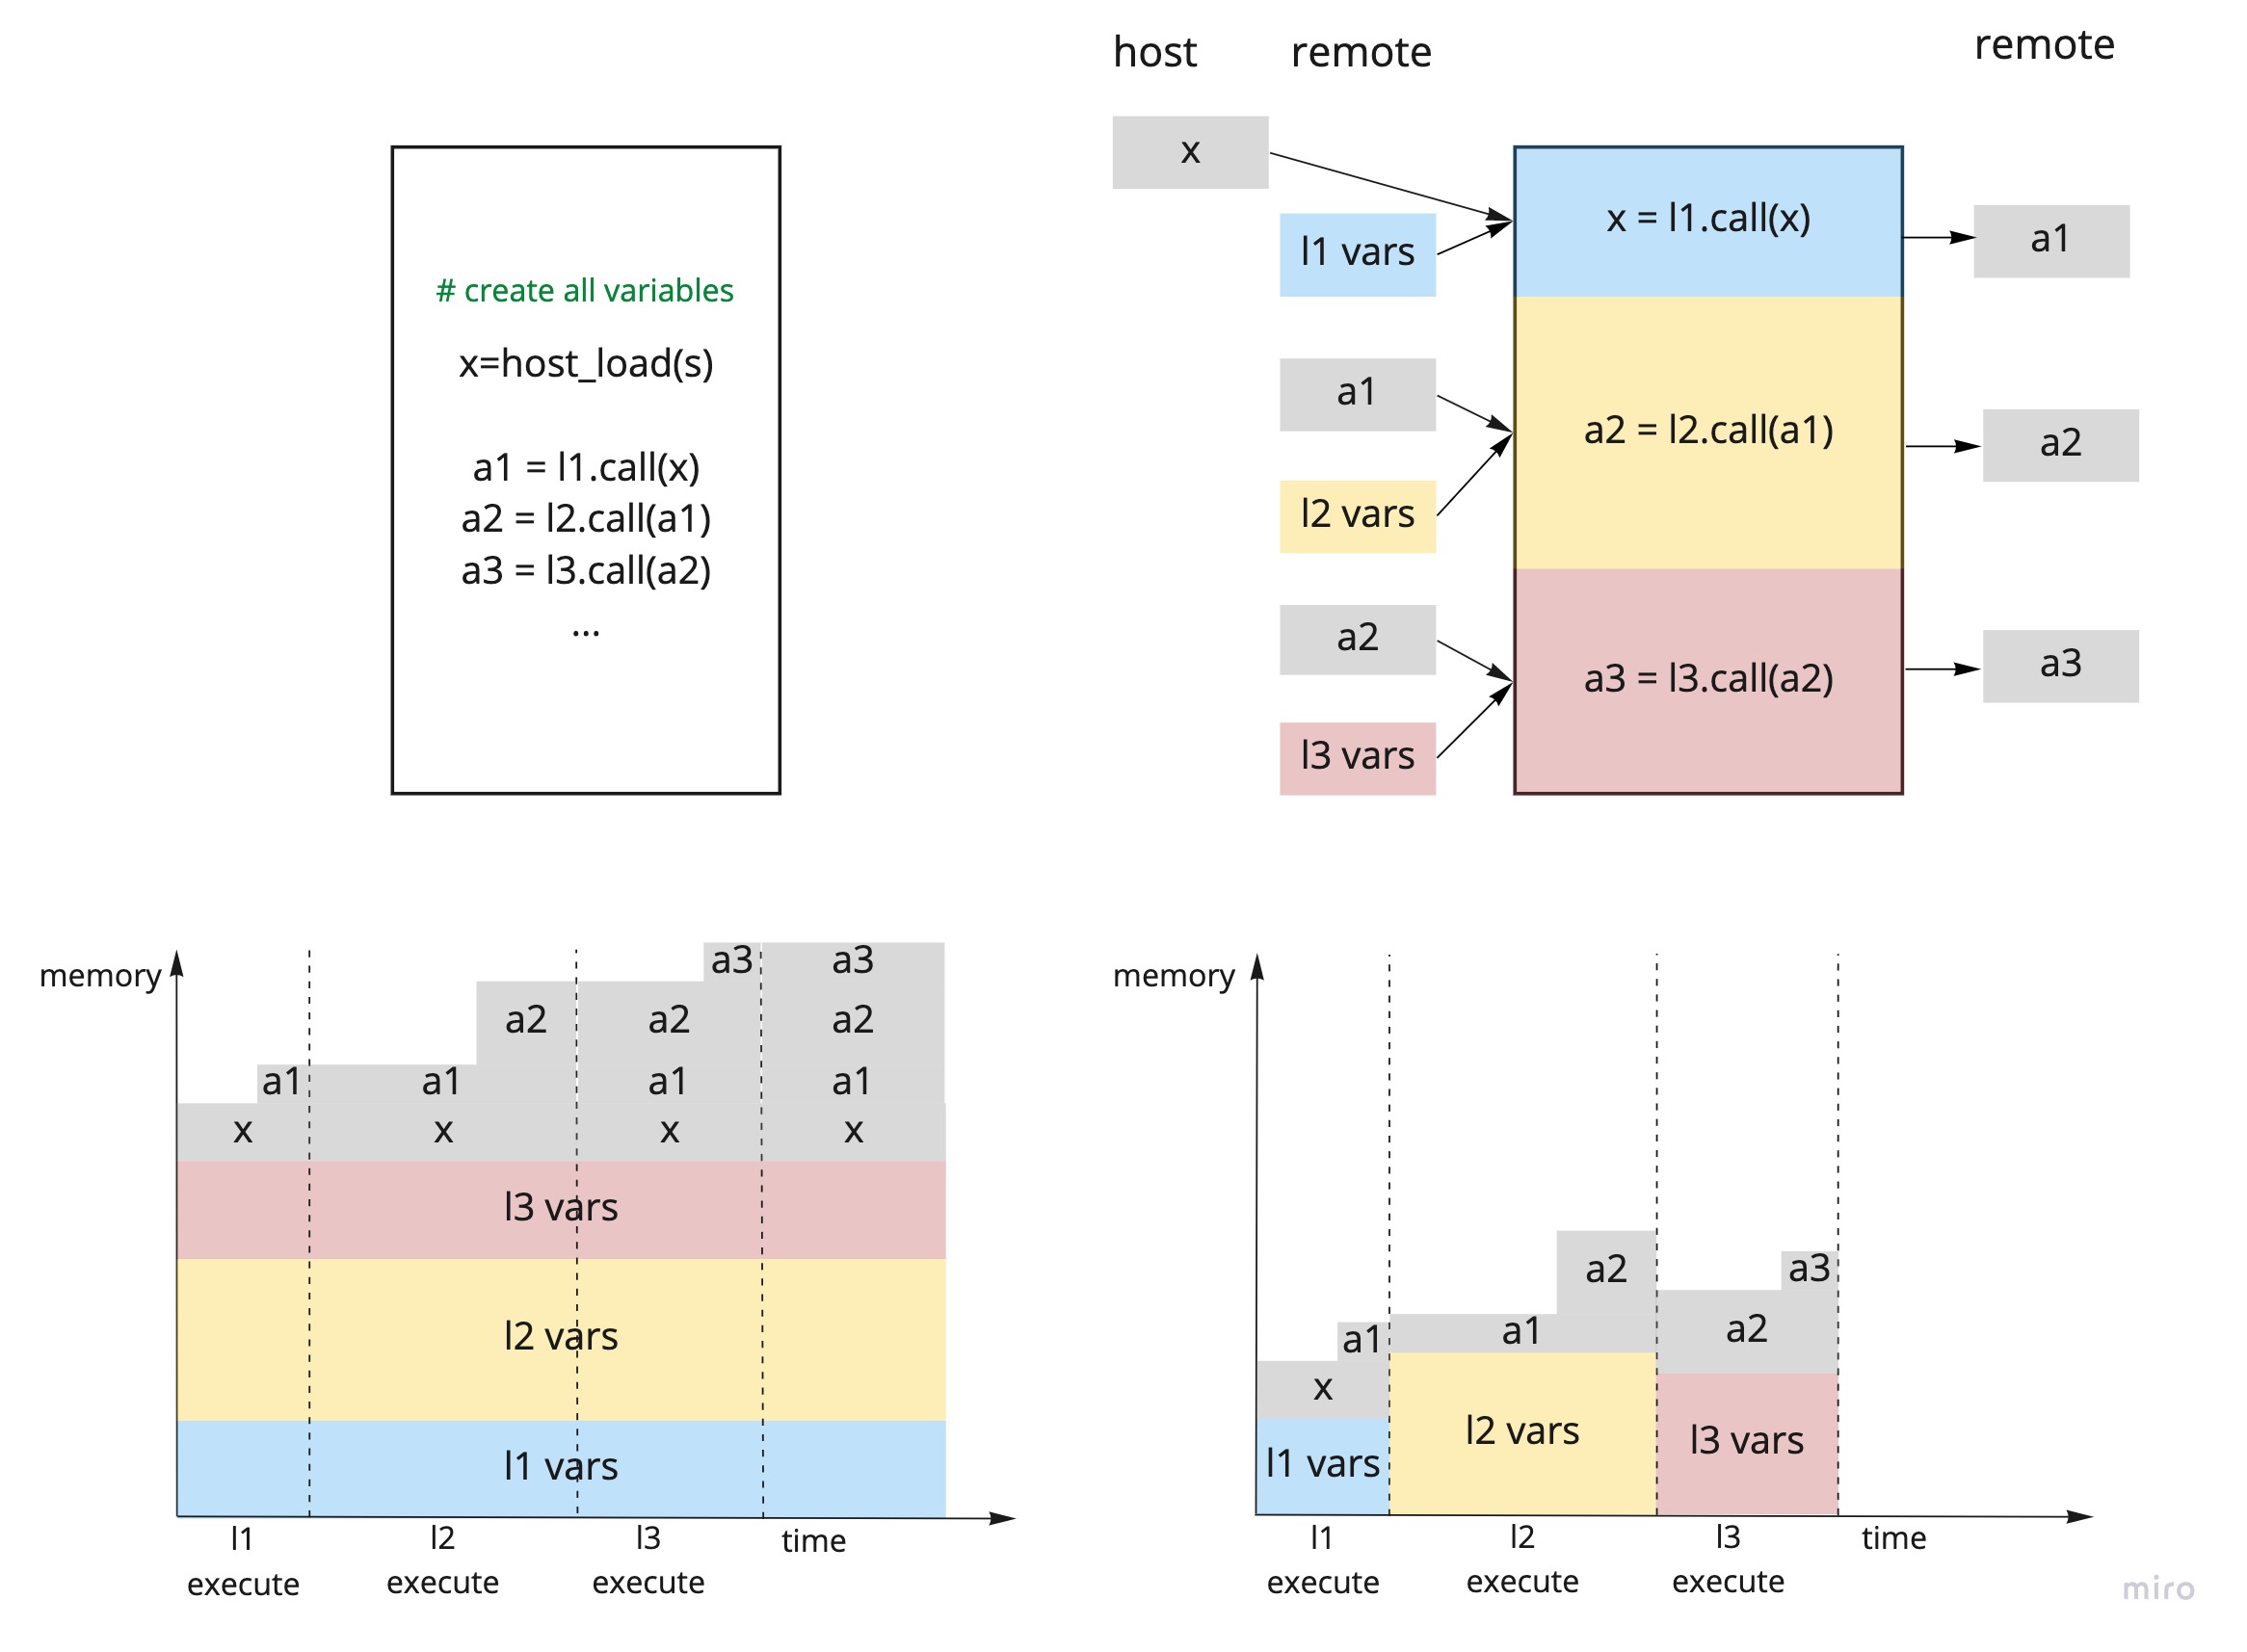 host
remote
remote
x
l1 vars
x = l1.call(x)
a1
a1
l2 vars
a2 = l2.call(a1)
a2
a2
l3 vars
a3 = l3.call(a2)
a3
# create all variables
x=host_load(s)
a1 = l1.call(x)
a2 = l2.call(a1)
a3 = l3.call(a2)
...
memory
a3
a3
a2
a2
a2
a1
a1
a1
a1
x
x
x
x
l3 vars
l2 vars
l1 vars
l1
execute
l2
execute
l3
execute
time
memory
a2
a3
a1
a1
a2
x
l1 vars
l2 vars
l3 vars
l1
execute
l2
execute
l3
execute
time
miro